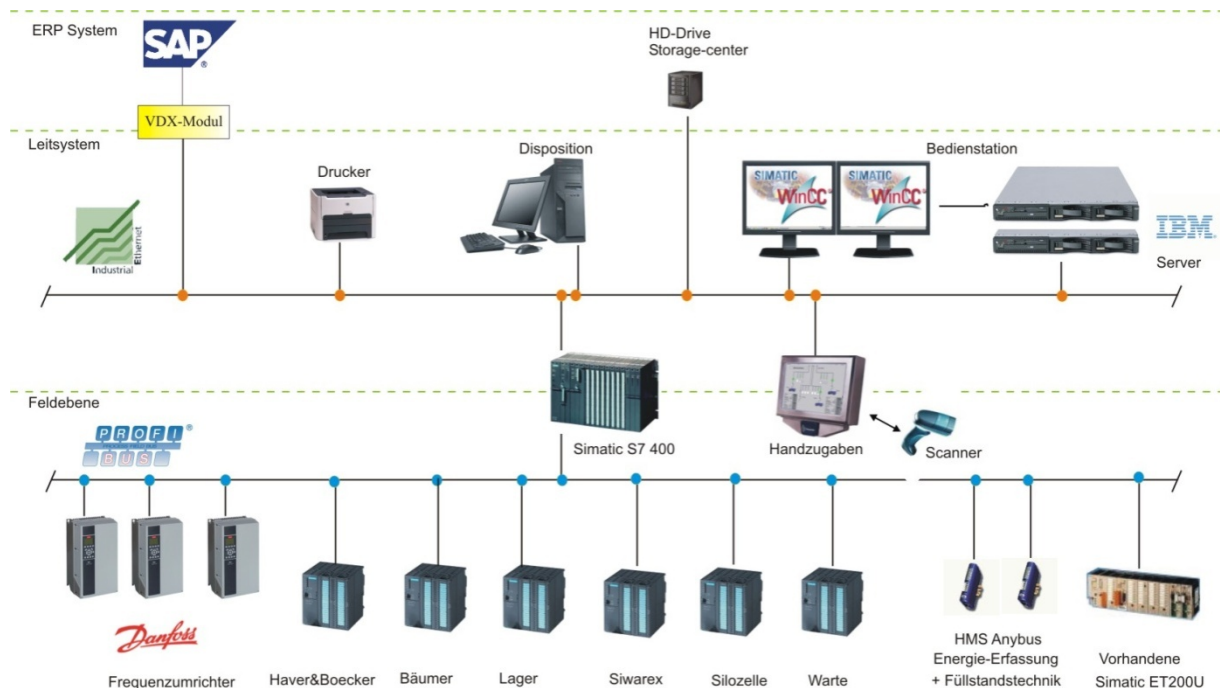 ERP System
SAP
®
HD-Drive
Storage-center
VDX-Modul
Leitsystem
Drucker
Disposition
Bedienstation
SIMATIC
WinCC
SIMATIC
WinCC
IBM
Industrial
Ethernet
Server
Feldebene
PROFI
BUS
®
Simatic S7 400
Handzugaben
Scanner
Danfoss
Frequenzumrichter
Haver&Boecker
Bäumer
Lager
Siwarex
Silozelle
Warte
HMS Anybus
Energie-Erfassung
+ Füllstandstechnik
Vorhandene
Simatic ET200U